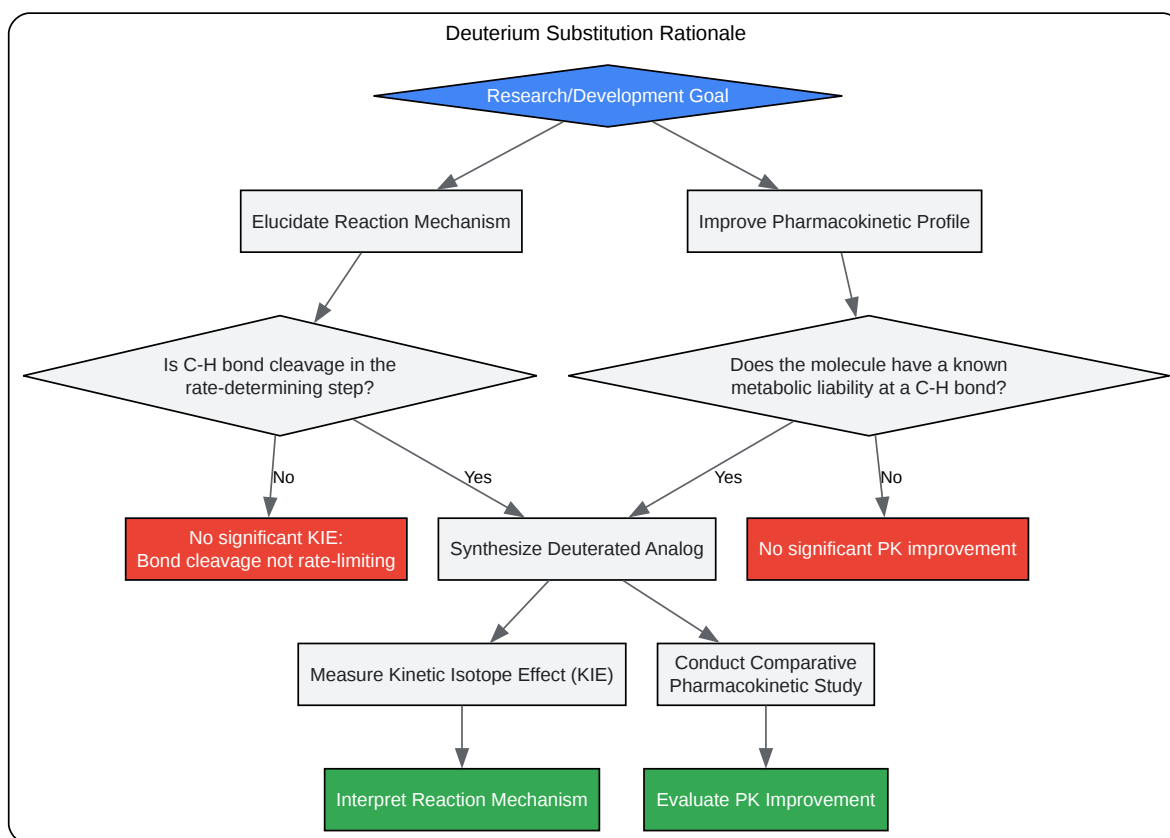 Deuterium Substitution Rationale
Research/Development Goal
Elucidate Reaction Mechanism
Improve Pharmacokinetic Profile
Is C-H bond cleavage in the
rate-determining step?
Does the molecule have a known
metabolic liability at a C-H bond?
No
Yes
Yes
No
No significant KIE:
Bond cleavage not rate-limiting
Synthesize Deuterated Analog
No significant PK improvement
Measure Kinetic Isotope Effect (KIE)
Conduct Comparative
Pharmacokinetic Study
Interpret Reaction Mechanism
Evaluate PK Improvement